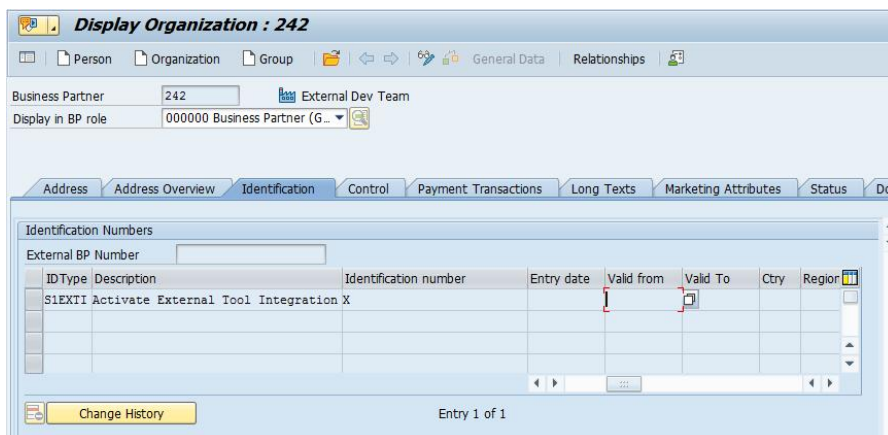 Display Organization : 242
Person Organization Group General Data Relationships
Business Partner 242 External Dev Team
Display in BP role 000000 Business Partner (G..
Address Address Overview Identification Control Payment Transactions Long Texts Marketing Attributes Status Do
Identification Numbers
External BP Number
IDType Description Identification number Entry date Valid from Valid To Ctry Region
S1EXTI Activate External Tool Integration X
Change History Entry 1 of 1